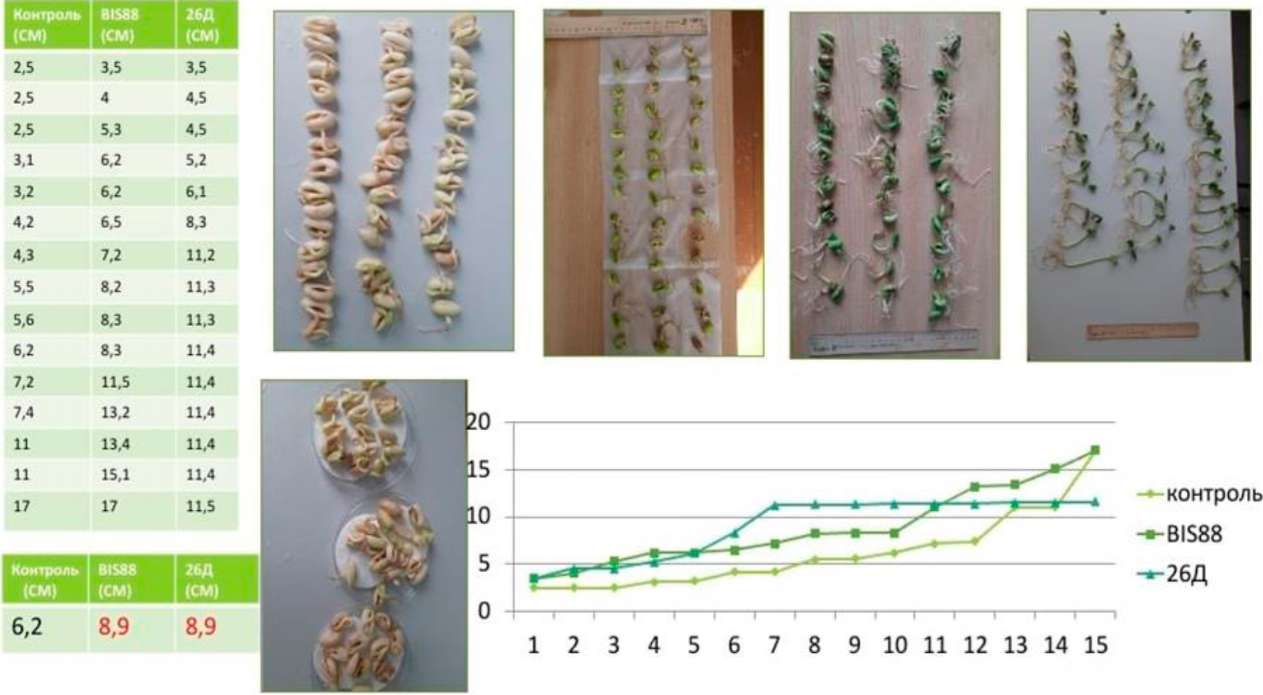 Контроль BIS88 26Д
(СМ) (СМ) (СМ)
2,5 3,5 3,5
2,5 4 4,5
2,5 5,3 4,5
3,1 6,2 5,2
3,2 6,2 6,1
4,2 6,5 8,3
4,3 7,2 11,2
5,5 8,2 11,3
5,6 8,3 11,3
6,2 8,3 11,4
7,2 11,5 11,4
7,4 13,2 11,4
11 13,4 11,4
11 15,1 11,4
17 17 11,5
Контроль BIS88 26Д
(СМ) (СМ) (СМ)
6,2 8,9 8,9
20
15
10
5
0
1 2 3 4 5 6 7 8 9 10 11 12 13 14 15
контроль
BIS88
26Д